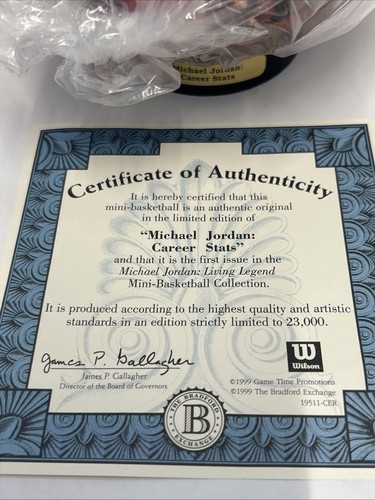 Michael Jordan:
Career Stats
Certificate of Authenticity
It is hereby certified that this
mini-basketball is an authentic original
in the limited edition of
“Michael Jordan:
Career Stats”
and that it is the first issue in the
Michael Jordan: Living Legend
Mini-Basketball Collection.
It is produced according to the highest quality and artistic
standards in an edition strictly limited to 23,000.
James P. Gallagher
James P. Gallagher
Director of the Board of Governors
W
Wilson
©1999 Game Time Promotions
©1999 The Bradford Exchange
19511-CER
THE BRADFORD
B
EXCHANGE